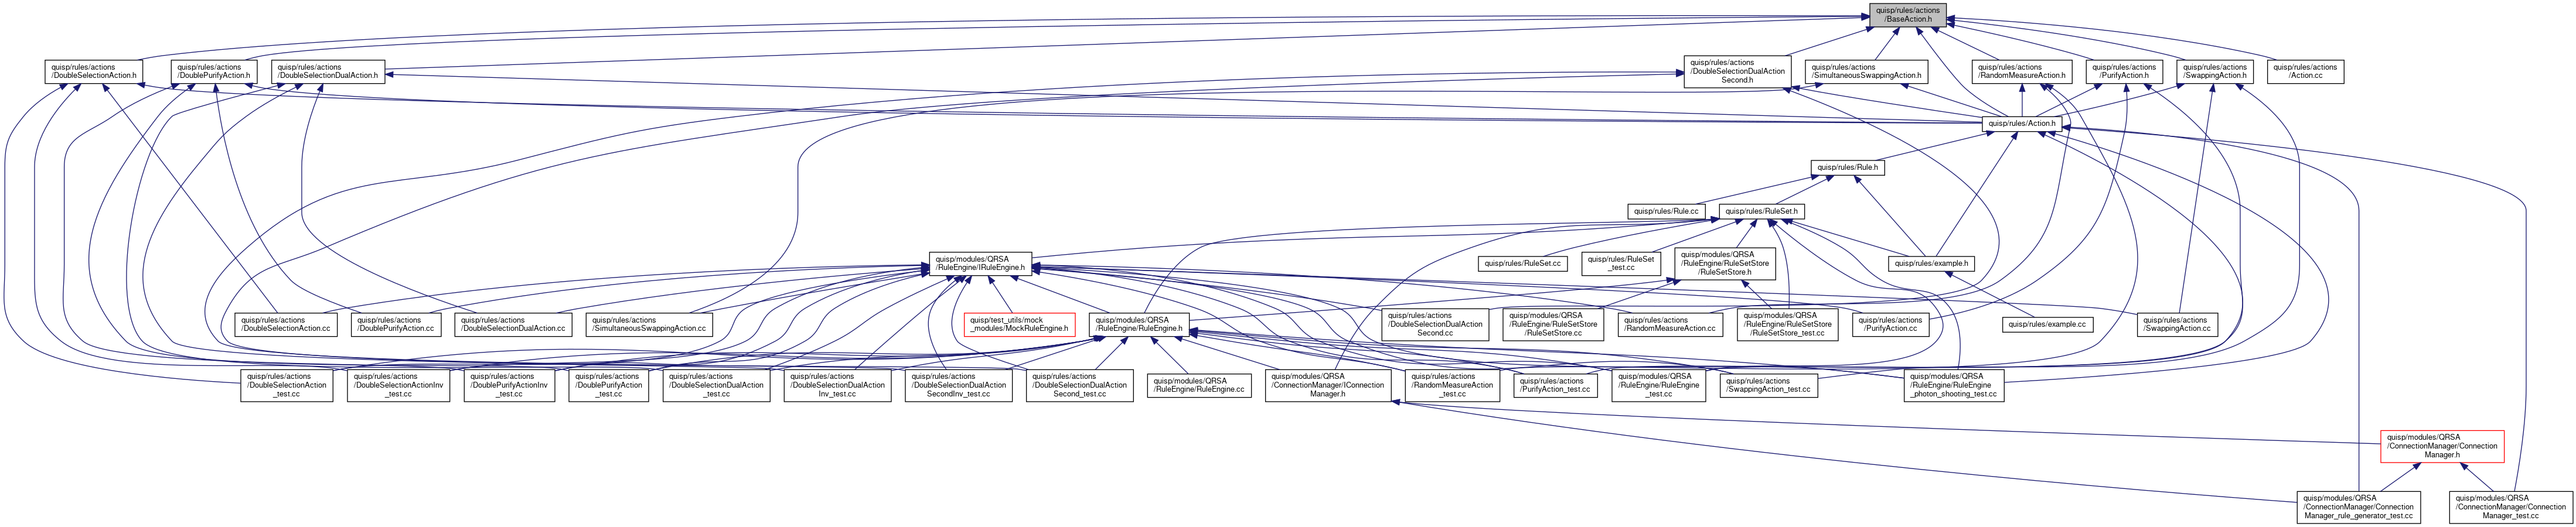 quisp/rules/actions
/BaseAction.h
quisp/rules/actions
/DoubleSelectionAction.h
quisp/rules/actions
/DoublePurifyAction.h
quisp/rules/actions
/DoubleSelectionDualAction.h
quisp/rules/actions
/DoubleSelectionDualAction
Second.h
quisp/rules/actions
/SimultaneousSwappingAction.h
quisp/rules/actions
/RandomMeasureAction.h
quisp/rules/actions
/PurifyAction.h
quisp/rules/actions
/SwappingAction.h
quisp/rules/actions
/Action.cc
quisp/rules/Action.h
quisp/rules/Rule.h
quisp/rules/Rule.cc
quisp/rules/RuleSet.h
quisp/modules/QRSA
/RuleEngine/IRuleEngine.h
quisp/rules/RuleSet.cc
quisp/rules/RuleSet
_test.cc
quisp/modules/QRSA
/RuleEngine/RuleSetStore
/RuleSetStore.h
quisp/rules/example.h
quisp/rules/actions
/DoubleSelectionAction.cc
quisp/rules/actions
/DoublePurifyAction.cc
quisp/rules/actions
/DoubleSelectionDualAction.cc
quisp/rules/actions
/SimultaneousSwappingAction.cc
quisp/test_utils/mock
_modules/MockRuleEngine.h
quisp/modules/QRSA
/RuleEngine/RuleEngine.h
quisp/rules/actions
/DoubleSelectionDualAction
Second.cc
quisp/modules/QRSA
/RuleEngine/RuleSetStore
/RuleSetStore.cc
quisp/rules/actions
/RandomMeasureAction.cc
quisp/modules/QRSA
/RuleEngine/RuleSetStore
/RuleSetStore_test.cc
quisp/rules/actions
/PurifyAction.cc
quisp/rules/example.cc
quisp/rules/actions
/SwappingAction.cc
quisp/rules/actions
/DoubleSelectionAction
_test.cc
quisp/rules/actions
/DoubleSelectionActionInv
_test.cc
quisp/rules/actions
/DoublePurifyActionInv
_test.cc
quisp/rules/actions
/DoublePurifyAction
_test.cc
quisp/rules/actions
/DoubleSelectionDualAction
_test.cc
quisp/rules/actions
/DoubleSelectionDualAction
Inv_test.cc
quisp/rules/actions
/DoubleSelectionDualAction
SecondInv_test.cc
quisp/rules/actions
/DoubleSelectionDualAction
Second_test.cc
quisp/modules/QRSA
/RuleEngine/RuleEngine.cc
quisp/modules/QRSA
/ConnectionManager/IConnection
Manager.h
quisp/rules/actions
/RandomMeasureAction
_test.cc
quisp/rules/actions
/PurifyAction_test.cc
quisp/modules/QRSA
/RuleEngine/RuleEngine
_test.cc
quisp/rules/actions
/SwappingAction_test.cc
quisp/modules/QRSA
/RuleEngine/RuleEngine
_photon_shooting_test.cc
quisp/modules/QRSA
/ConnectionManager/Connection
Manager.h
quisp/modules/QRSA
/ConnectionManager/Connection
Manager_rule_generator_test.cc
quisp/modules/QRSA
/ConnectionManager/Connection
Manager_test.cc